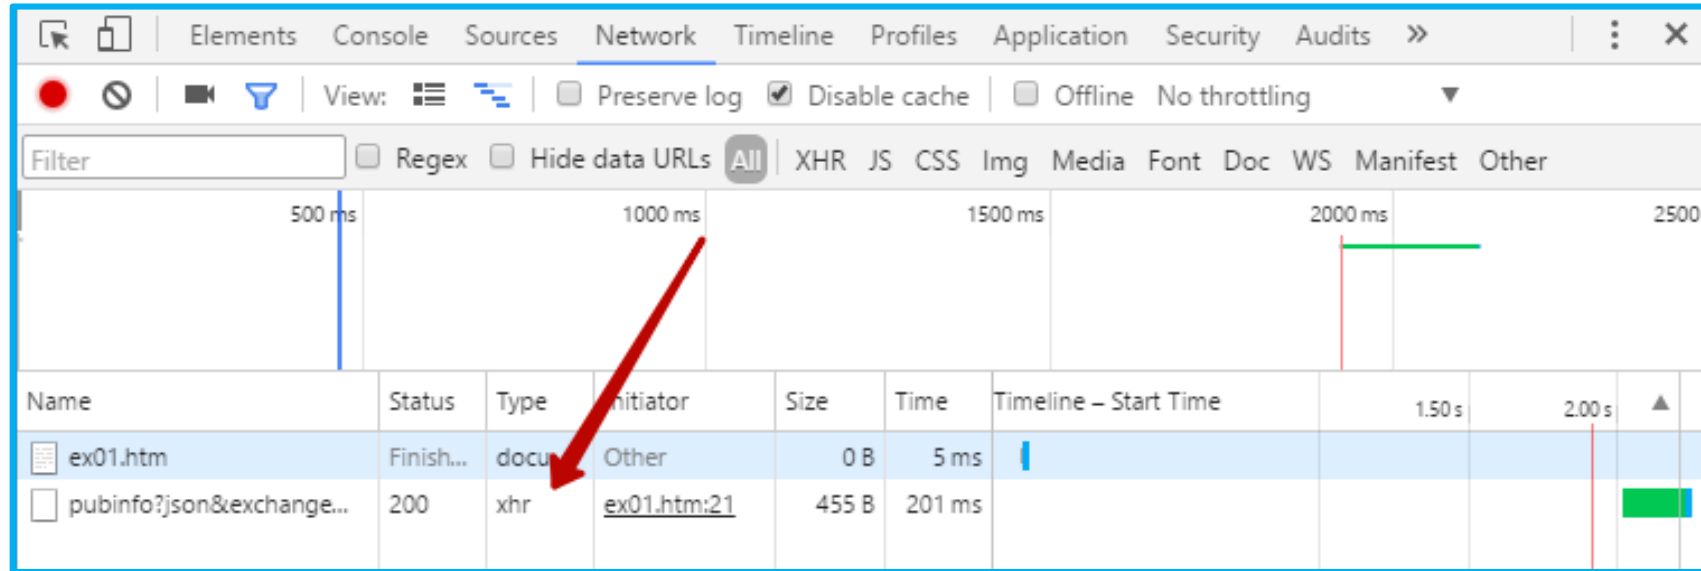 Elements Console Sources Network Timeline Profiles Application Security Audits »
View: Preserve log Disable cache Offline No throttling
Filter Regex Hide data URLs All XHR JS CSS Img Media Font Doc WS Manifest Other
500 ms 1000 ms 1500 ms 2000 ms 2500
Name Status Type Initiator Size Time Timeline – Start Time 1.50 s 2.00 s
ex01.htm Finish... docu Other 0 B 5 ms
pubinfo?json&exchange... 200 xhr ex01.htm:21 455 B 201 ms